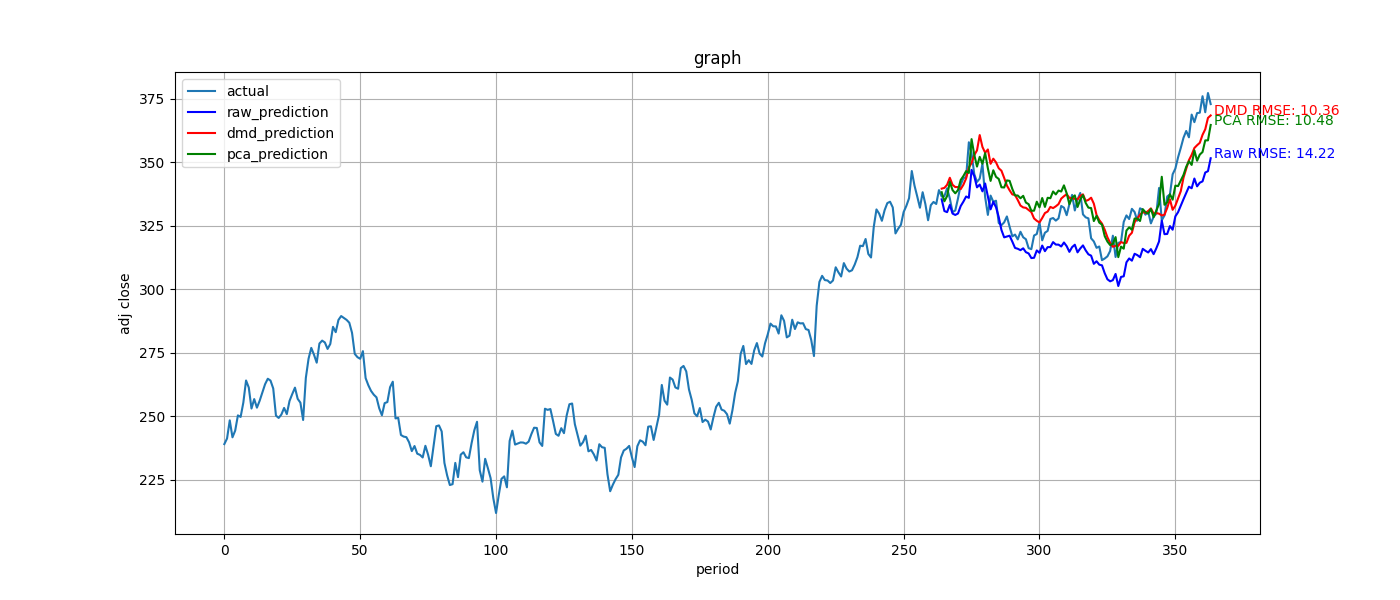 graph
actual
raw_prediction
dmd_prediction
pca_prediction
DMD RMSE: 10.36
PCA RMSE: 10.48
Raw RMSE: 14.22
375
350
325
300
275
250
225
adj close
0 50 100 150 200 250 300 350
period